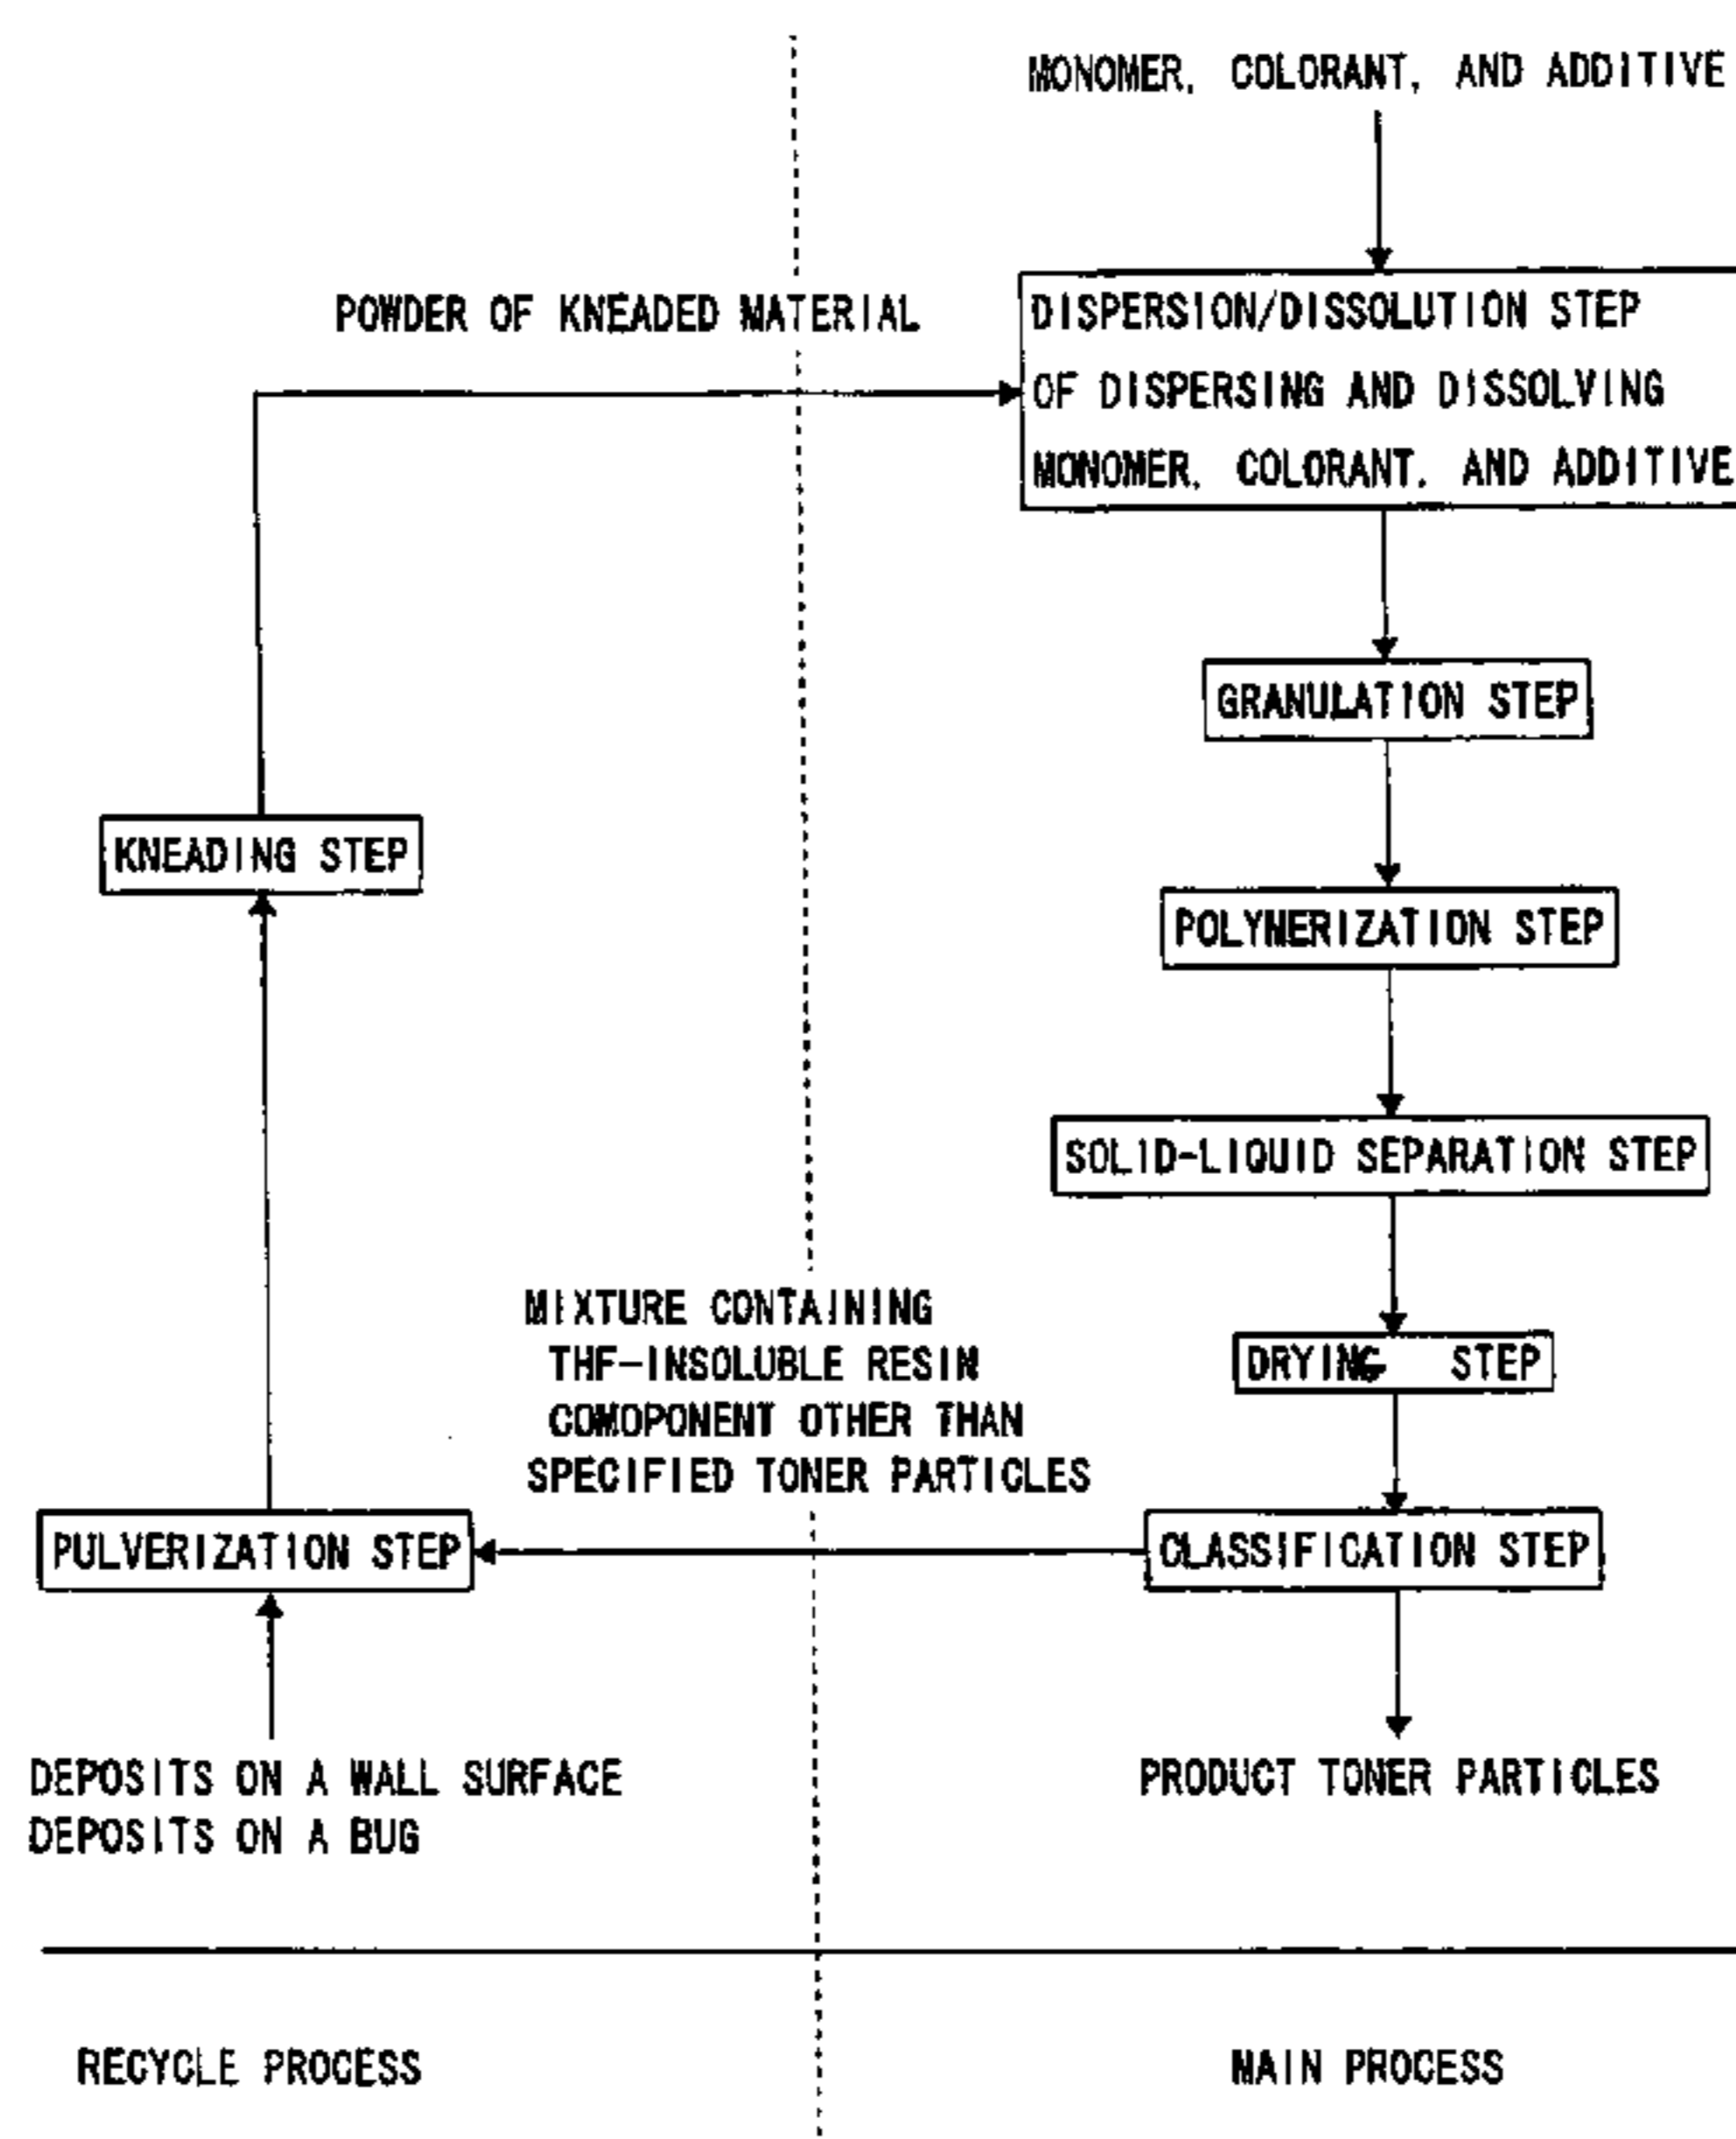 MONOMER, COLORANT, AND ADDITIVE
POWDER OF KNEADED MATERIAL
DISPERSION/DISSOLUTION STEP
OF DISPERSING AND DISSOLVING
MONOMER, COLORANT, AND ADDITIVE
GRANULATION STEP
KNEADING STEP
POLYMERIZATION STEP
SOLID-LIQUID SEPARATION STEP
MIXTURE CONTAINING
THF-INSOLUBLE RESIN
COMOPONENT OTHER THAN
SPECIFIED TONER PARTICLES
DRYING STEP
PULVERIZATION STEP
CLASSIFICATION STEP
DEPOSITS ON A WALL SURFACE
DEPOSITS ON A BUG
PRODUCT TONER PARTICLES
RECYCLE PROCESS
MAIN PROCESS